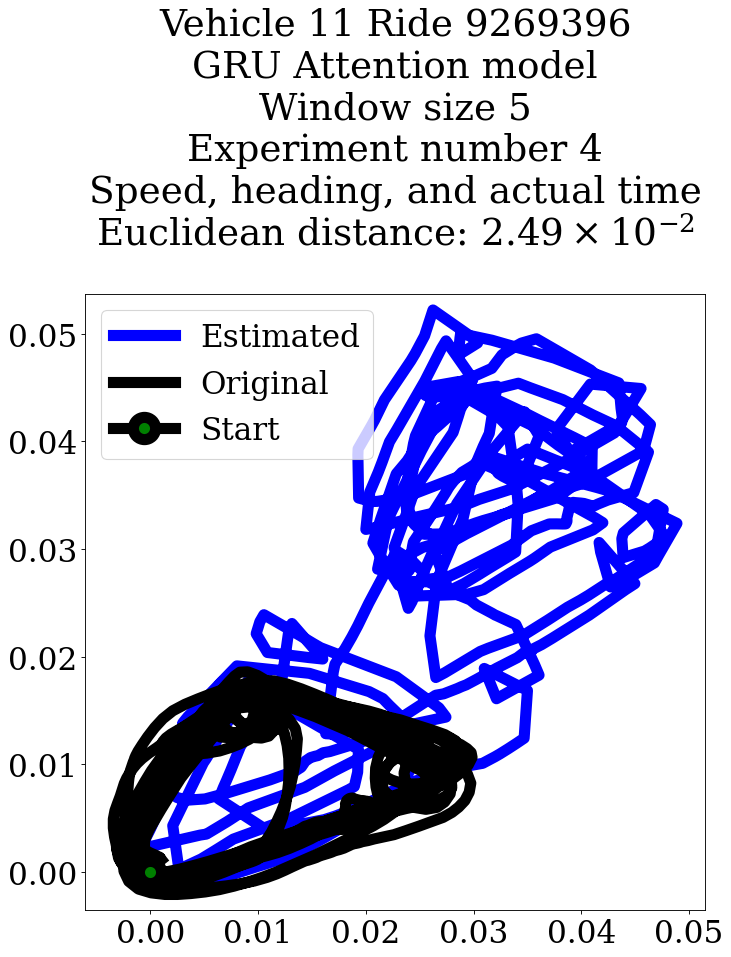 Vehicle 11 Ride 9269396
GRU Attention model
Window size 5
Experiment number 4
Speed, heading, and actual time
Euclidean distance: 2.49 × 10⁻²
Estimated
Original
Start
0.05
0.04
0.03
0.02
0.01
0.00
0.00 0.01 0.02 0.03 0.04 0.05